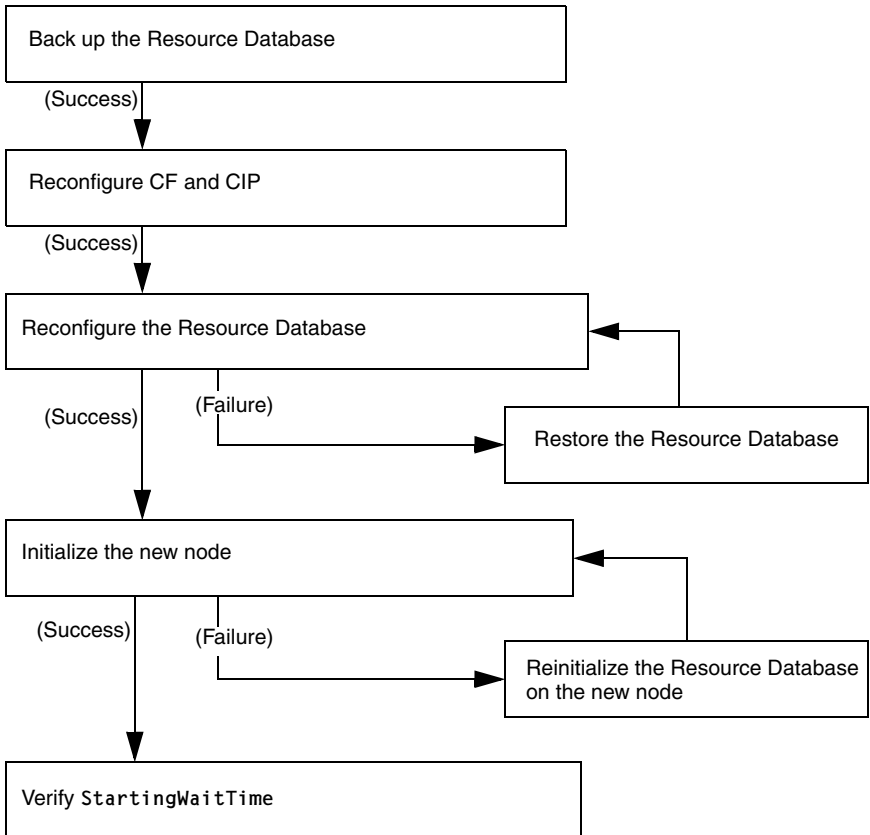 Back up the Resource Database
(Success)
Reconfigure CF and CIP
(Success)
Reconfigure the Resource Database
(Success)
(Failure)
Restore the Resource Database
Initialize the new node
(Success)
(Failure)
Reinitialize the Resource Database
on the new node
Verify StartingWaitTime